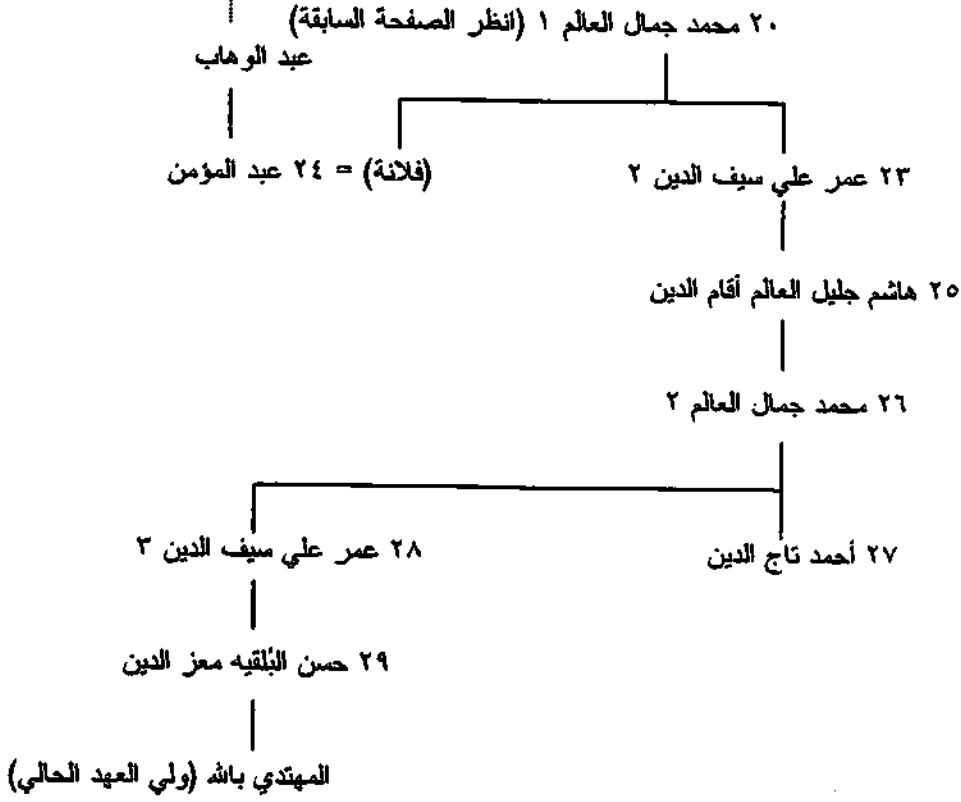 ٢٠ محمد جمال العالم ١ (انظر الصفحة السابقة)
عبد الوهاب
(فلانة) = ٢٤ عبد المؤمن
٢٣ عمر علي سيف الدين ٢
٢٥ هاشم جليل العالم أقام الدين
٢٦ محمد جمال العالم ٢
٢٧ أحمد تاج الدين
٢٨ عمر علي سيف الدين ٣
٢٩ حسن البُلقيه معز الدين
المهتدي بالله (ولي العهد الحالي)